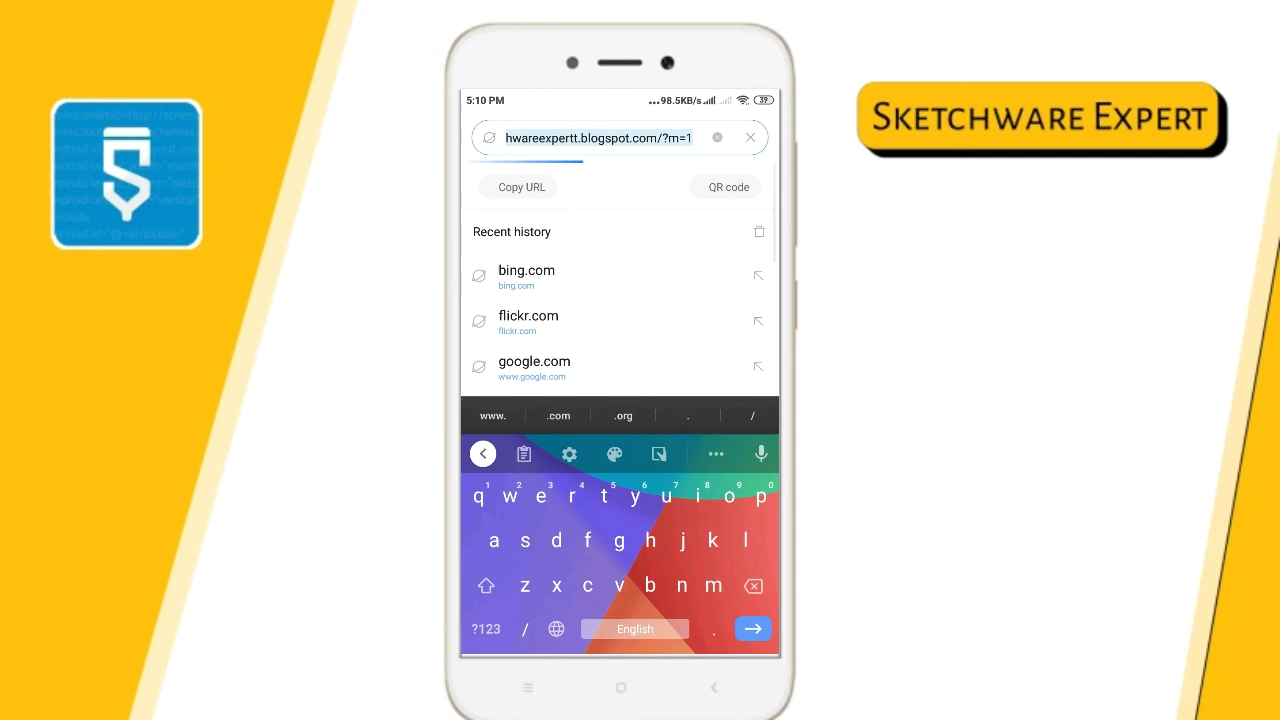 SKETCHWARE EXPERT
5:10 PM
...98.5KB/s
39
hwareexpertt.blogspot.com/?m=1
Copy URL
QR code
Recent history
bing.com
bing.com
flickr.com
flickr.com
google.com
www.google.com
www. .com .org . /
1 2 3 4 5 6 7 8 9 0
q w e r t y u i o p
a s d f g h j k l
z x c v b n m
?123 / English .